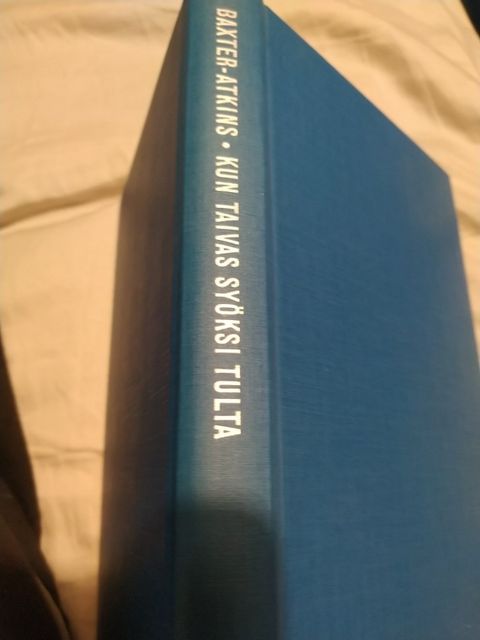 BAXTER-ATKINS • KUN TAIVAS SYÖKSI TULTA